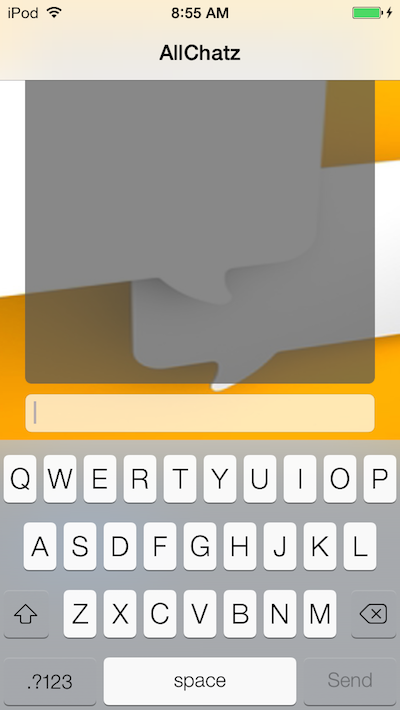 iPod 8:55 AM
AllChatz
Q W E R T Y U I O P
A S D F G H J K L
Z X C V B N M
.?123 space Send